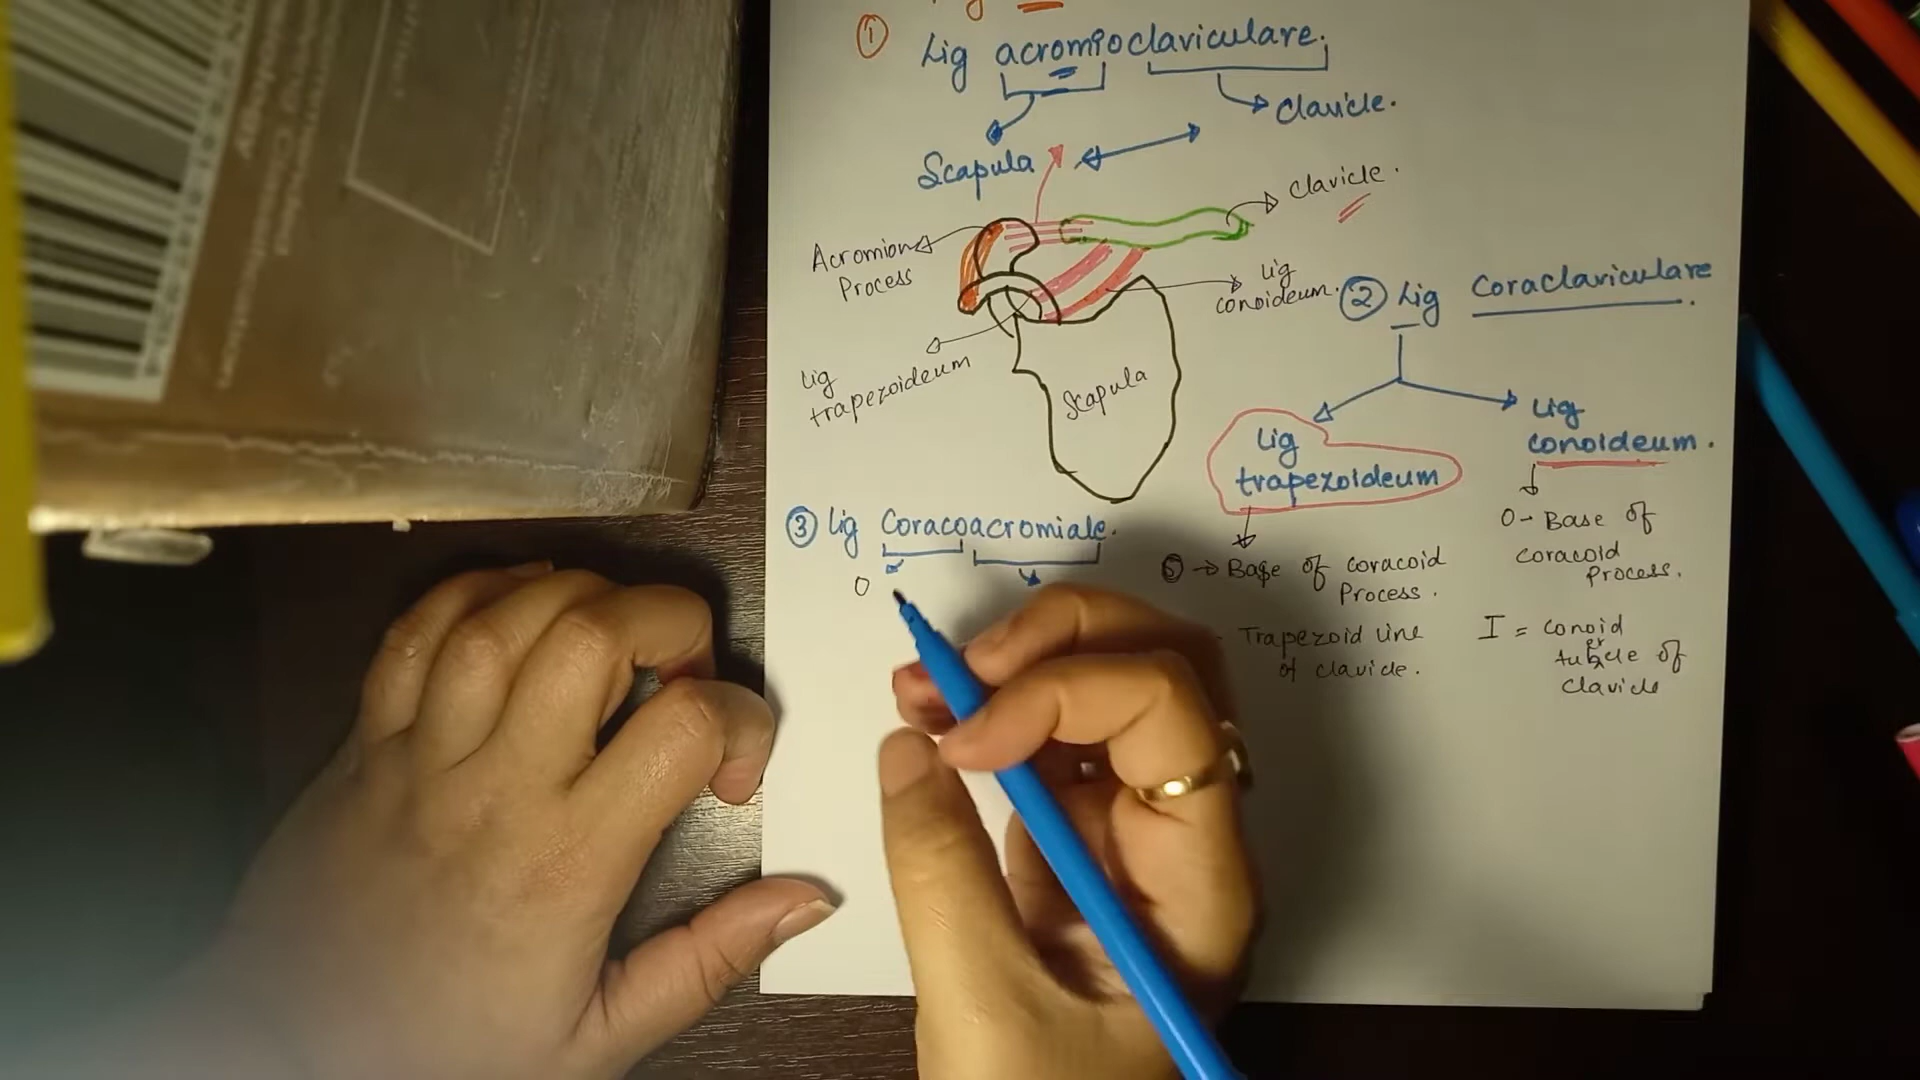 ① Lig acromioclaviculare.
Clavicle.
Scapula
Clavicle.
Acromion
Process
Lig
conoideum.
Lig
trapezoideum
Scapula
② Lig Coraclaviculare
Lig
trapezoideum
Lig
conoideum.
→ Base of coracoid
Process.
Trapezoid line
of clavicle.
O- Base of
coracoid
Process.
I = conoid
tubercle of
clavicle
③ Lig Coracoacromiale.
O